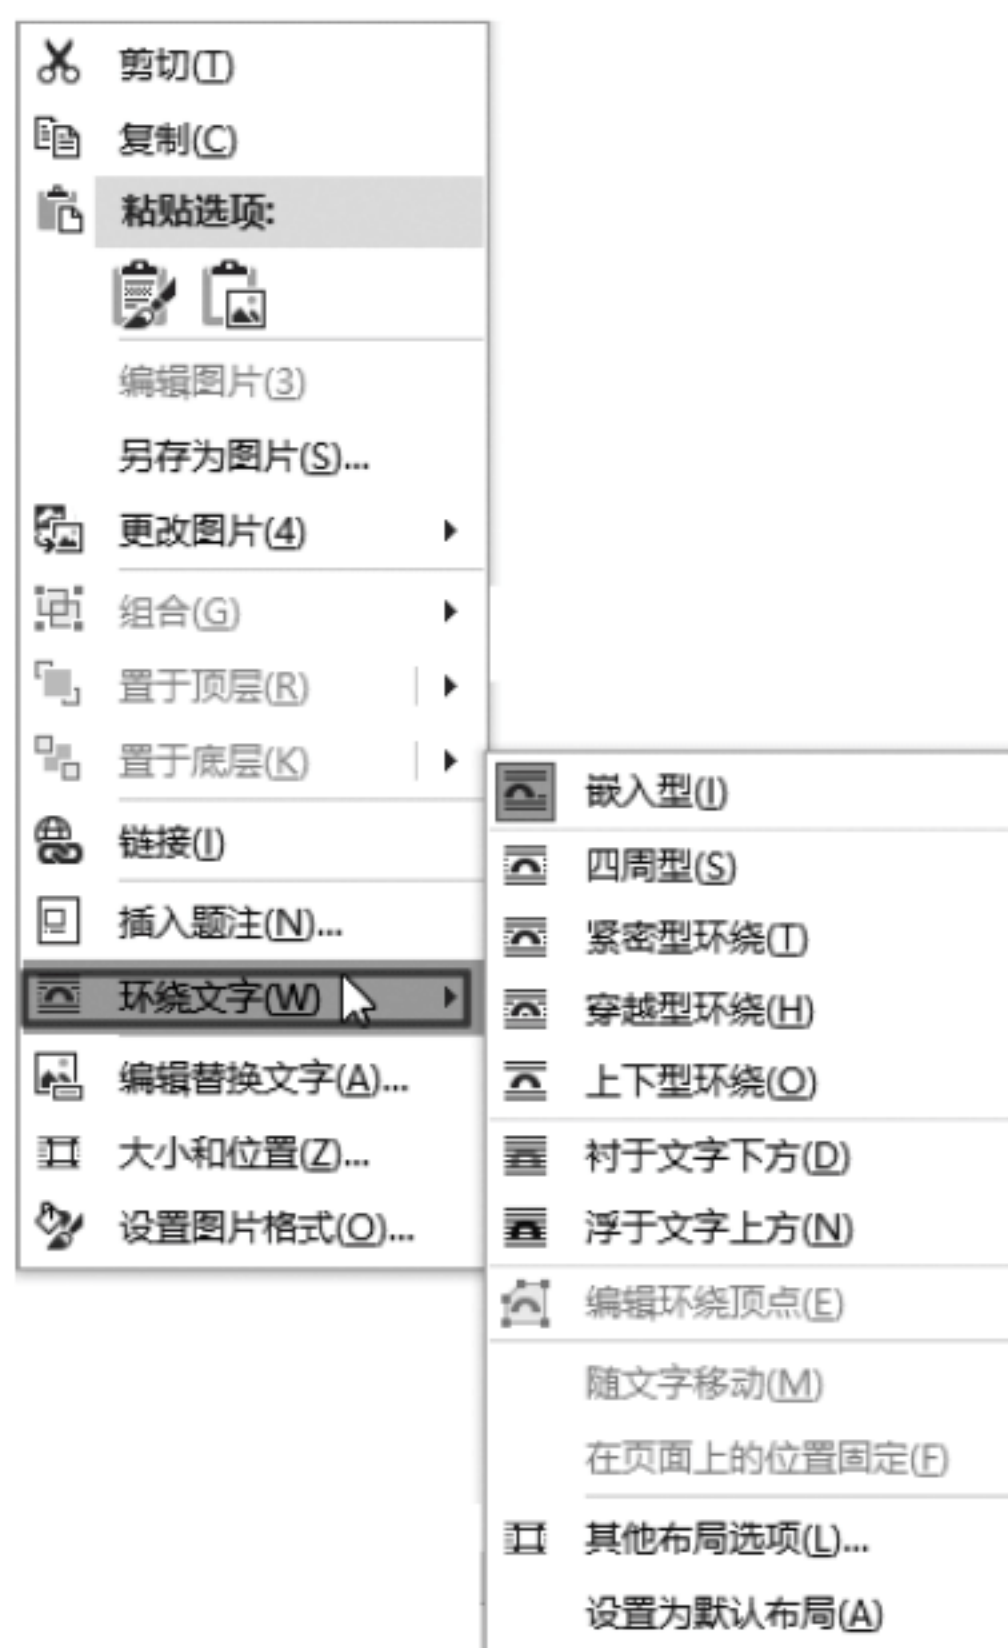 剪切(T)
复制(C)
粘贴选项:
编辑图片(3)
另存为图片(S)...
更改图片(4)
组合(G)
置于顶层(R)
置于底层(K)
链接(I)
插入题注(N)...
环绕文字(W)
编辑替换文字(A)...
大小和位置(Z)...
设置图片格式(O)...
嵌入型(I)
四周型(S)
紧密型环绕(T)
穿越型环绕(H)
上下型环绕(O)
衬于文字下方(D)
浮于文字上方(N)
编辑环绕顶点(E)
随文字移动(M)
在页面上的位置固定(F)
其他布局选项(L)...
设置为默认布局(A)